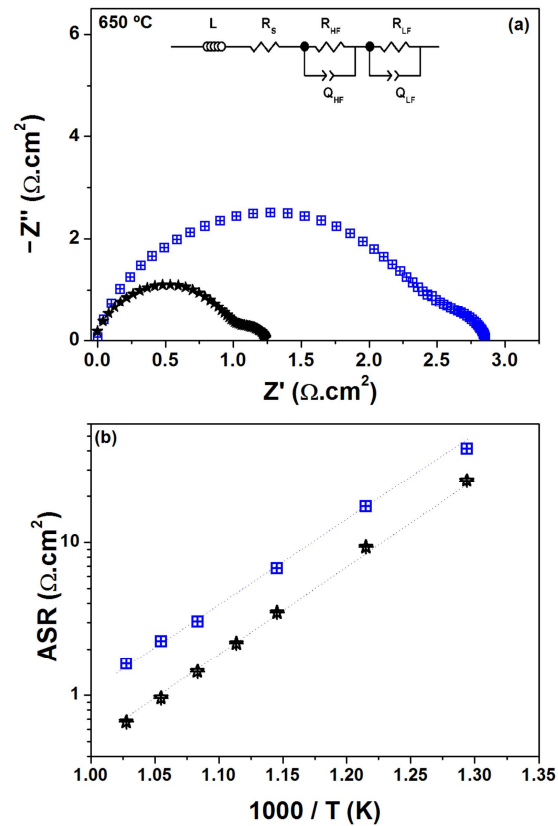 650 ºC
(a)
L
R_S
R_HF
R_LF
Q_HF
Q_LF
6
4
2
0
−Z'' (Ω.cm²)
0.0 0.5 1.0 1.5 2.0 2.5 3.0
Z' (Ω.cm²)
(b)
10
1
ASR (Ω.cm²)
1.00 1.05 1.10 1.15 1.20 1.25 1.30 1.35
1000 / T (K)